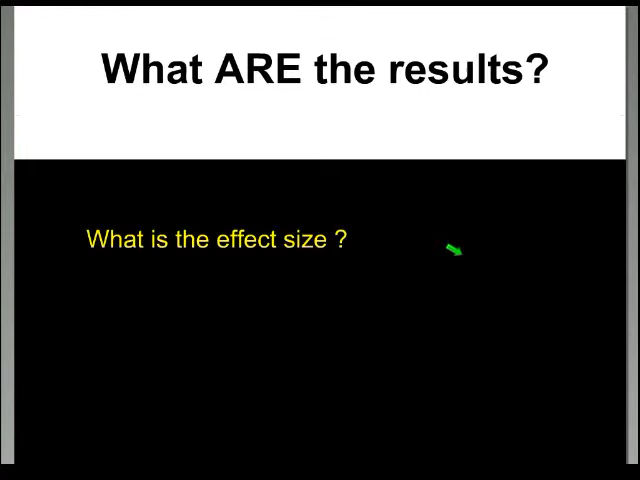 What ARE the results?
What is the effect size ?